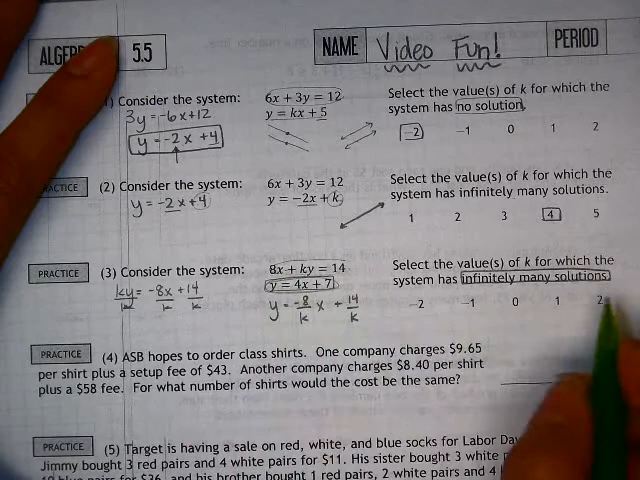 ALGEB 5.5 NAME Video Fun! PERIOD
1) Consider the system: 6x + 3y = 12 Select the value(s) of k for which the
3y = -6x+12 y = kx + 5 system has no solution.
y = -2x + 4 -2 -1 0 1 2
PRACTICE (2) Consider the system: 6x + 3y = 12 Select the value(s) of k for which the
y = -2x + 4 y = -2x + k system has infinitely many solutions.
1 2 3 4 5
PRACTICE (3) Consider the system: 8x + ky = 14 Select the value(s) of k for which the
ky = -8x + 14 y = 4x + 7 system has infinitely many solutions.
k k k y = -8/k x + 14/k -2 -1 0 1 2
PRACTICE (4) ASB hopes to order class shirts. One company charges $9.65
per shirt plus a setup fee of $43. Another company charges $8.40 per shirt
plus a $58 fee. For what number of shirts would the cost be the same?
PRACTICE (5) Target is having a sale on red, white, and blue socks for Labor Day
Jimmy bought 3 red pairs and 4 white pairs for $11. His sister bought 3 white
10 blue pairs for $36, and his brother bought 1 red pairs, 2 white pairs and 4